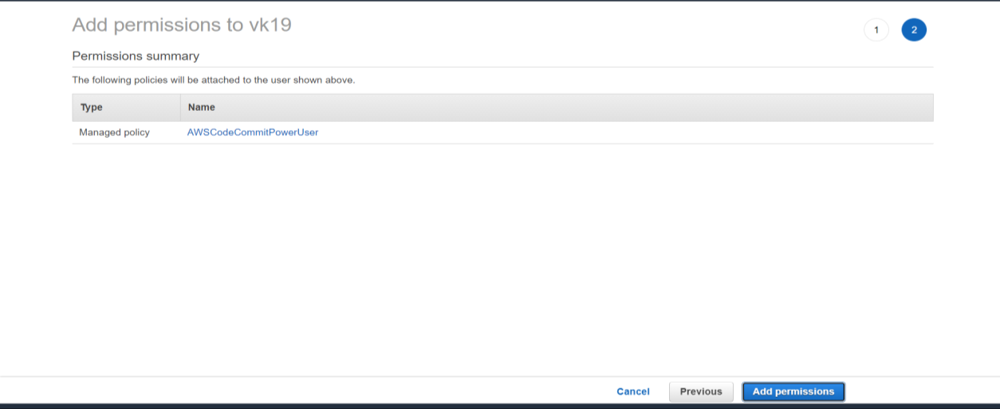 Add permissions to vk19
1 2
Permissions summary
The following policies will be attached to the user shown above.
Type Name
Managed policy AWSCodeCommitPowerUser
Cancel Previous Add permissions